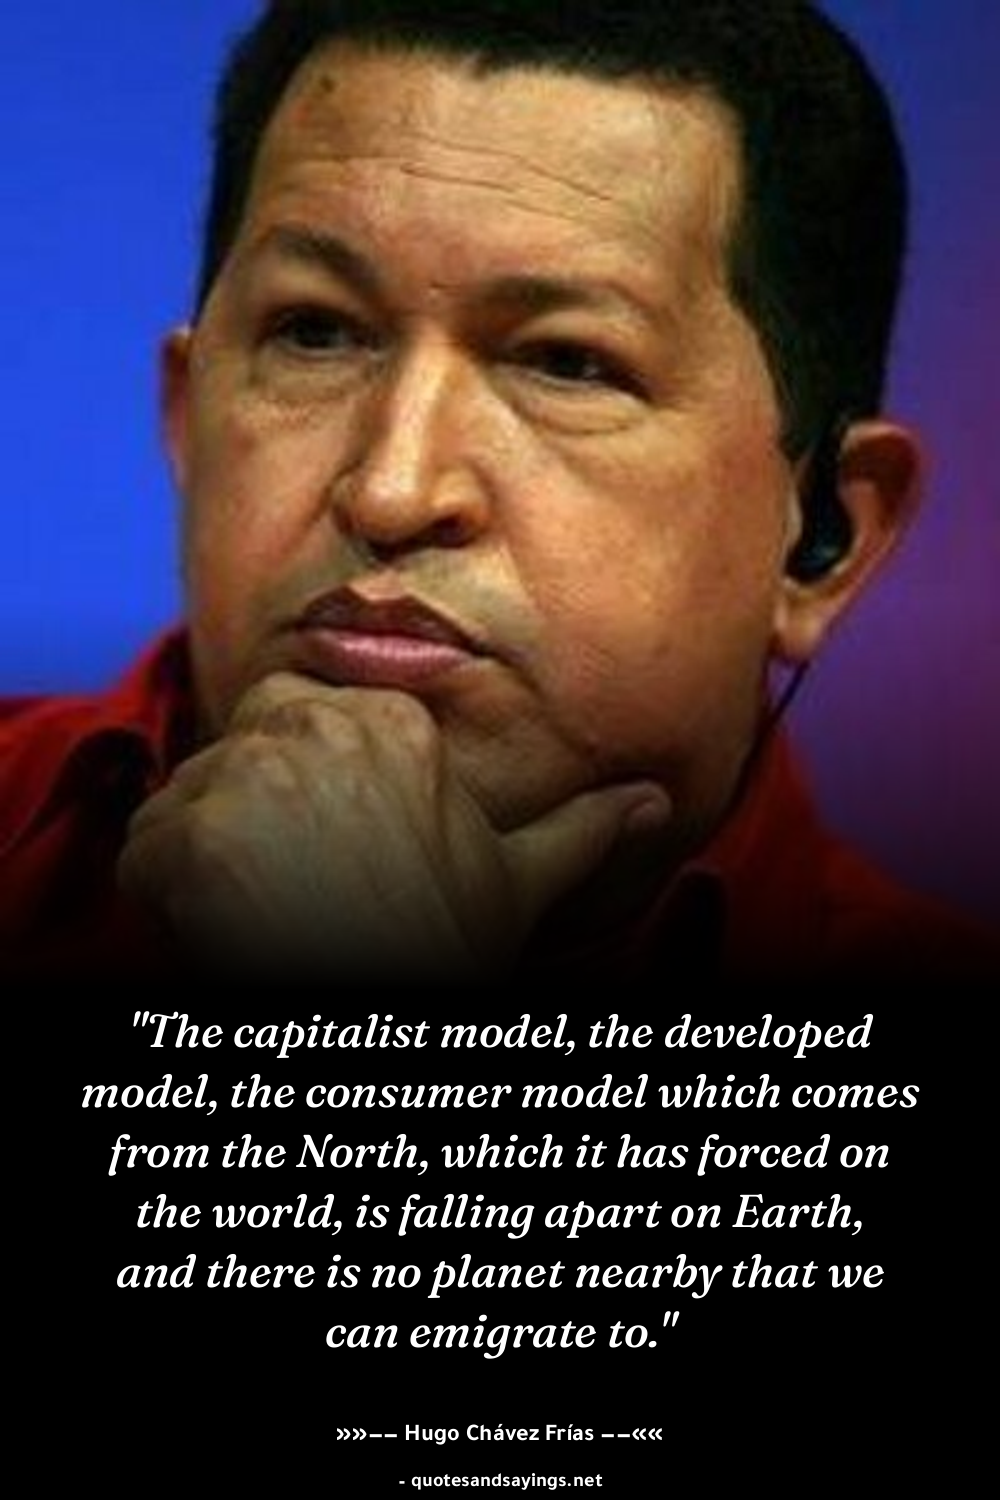 "The capitalist model, the developed
model, the consumer model which comes
from the North, which it has forced on
the world, is falling apart on Earth,
and there is no planet nearby that we
can emigrate to."
»»–– Hugo Chávez Frías ––««
- quotesandsayings.net